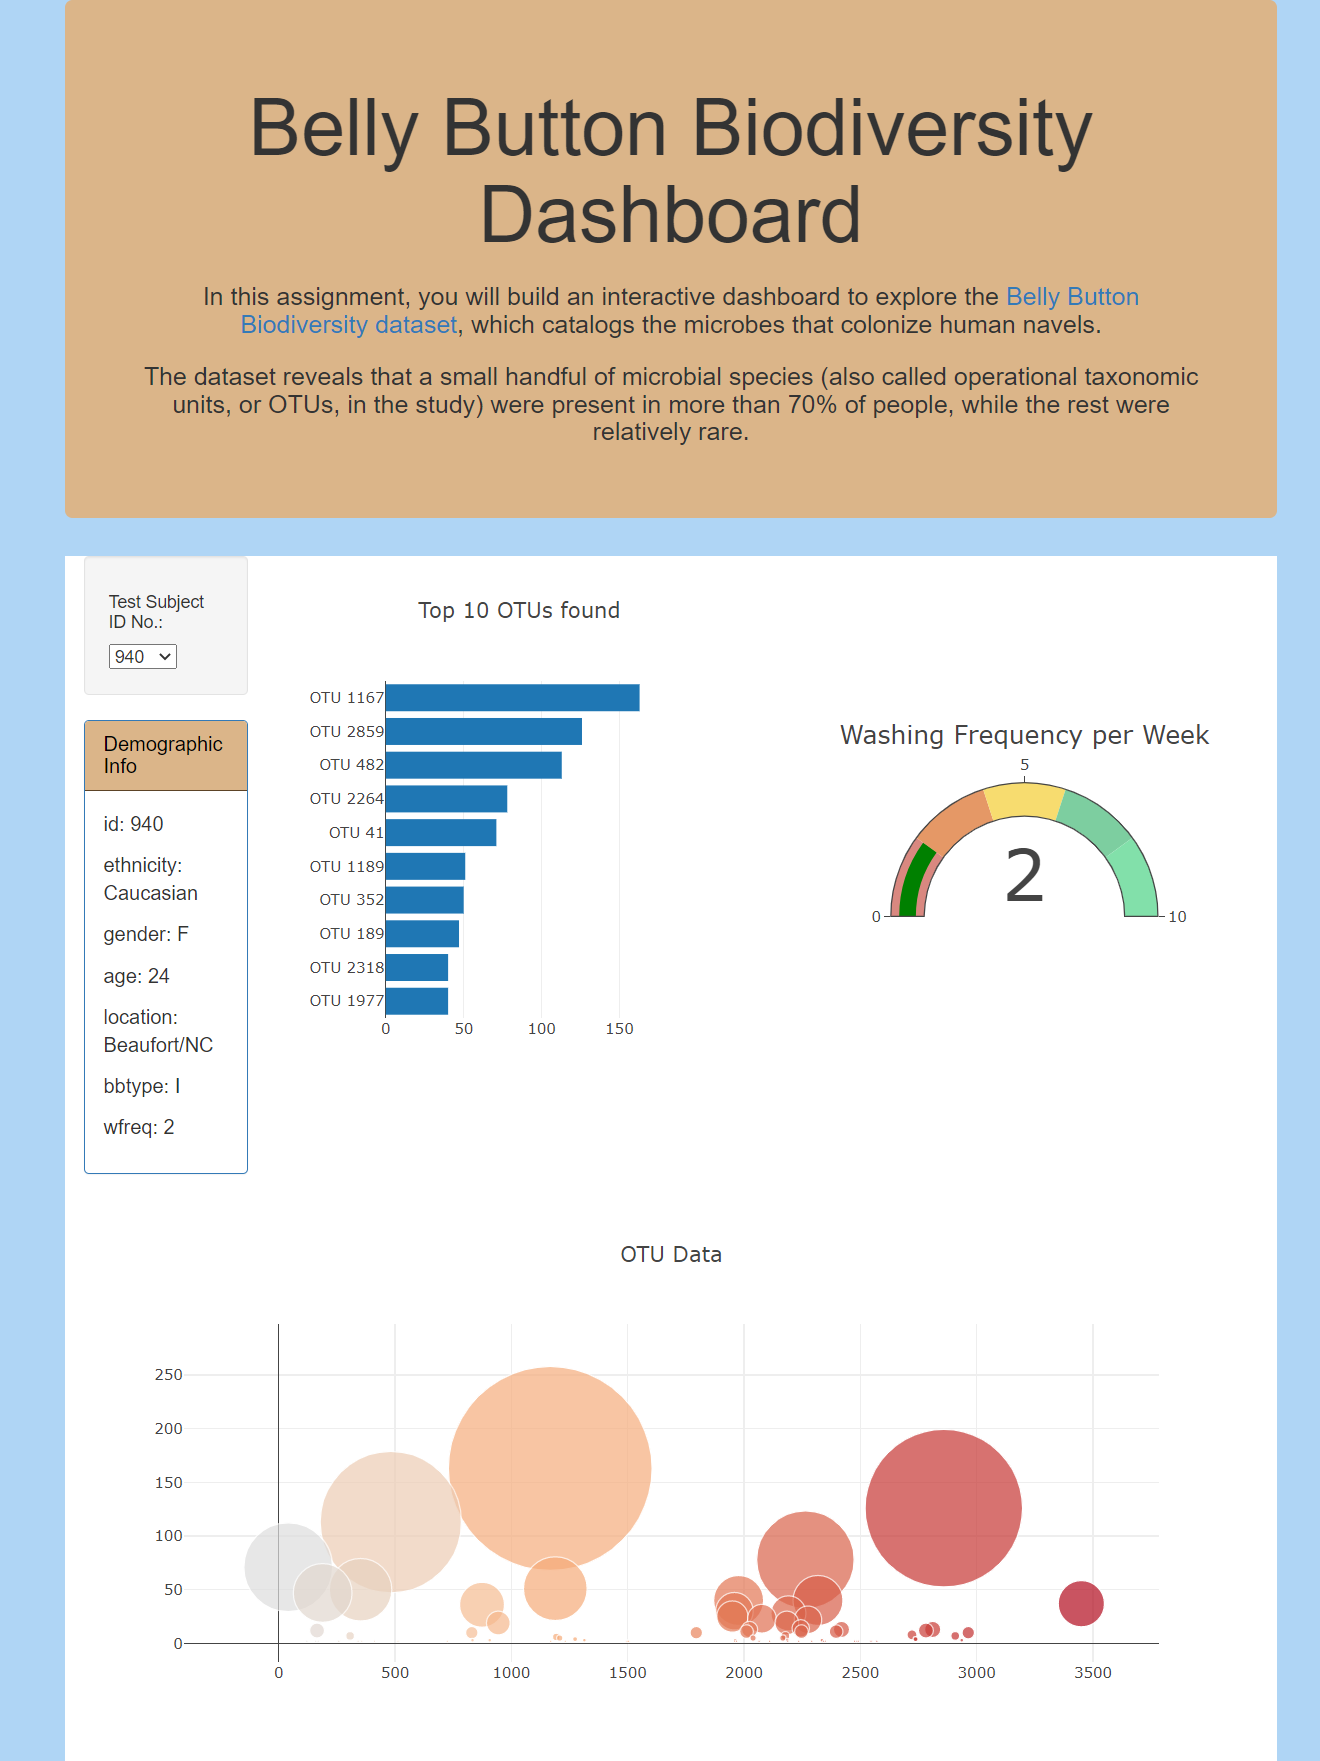 Belly Button Biodiversity
Dashboard
In this assignment, you will build an interactive dashboard to explore the Belly Button
Biodiversity dataset, which catalogs the microbes that colonize human navels.
The dataset reveals that a small handful of microbial species (also called operational taxonomic
units, or OTUs, in the study) were present in more than 70% of people, while the rest were
relatively rare.
Test Subject
ID No.:
940
Demographic
Info
id: 940
ethnicity:
Caucasian
gender: F
age: 24
location:
Beaufort/NC
bbtype: I
wfreq: 2
Top 10 OTUs found
OTU 1167
OTU 2859
OTU 482
OTU 2264
OTU 41
OTU 1189
OTU 352
OTU 189
OTU 2318
OTU 1977
0 50 100 150
Washing Frequency per Week
5
2
0 10
OTU Data
250
200
150
100
50
0
0 500 1000 1500 2000 2500 3000 3500